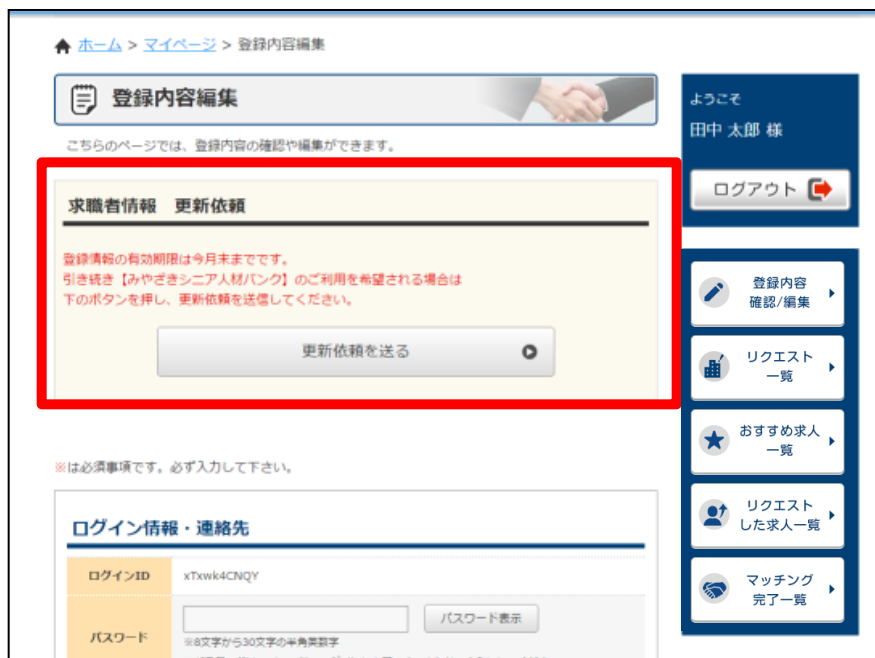 ホーム > マイページ > 登録内容編集
登録内容編集
こちらのページでは、登録内容の確認や編集ができます。
求職者情報　更新依頼
登録情報の有効期限は今月末までです。
引き続き【みやざきシニア人材バンク】のご利用を希望される場合は
下のボタンを押し、更新依頼を送信してください。
更新依頼を送る
※は必須事項です。必ず入力して下さい。
ログイン情報・連絡先
ログインID xTxwk4CNQY
パスワード
パスワード表示
※8文字から30文字の半角英数字
ようこそ
田中 太郎 様
ログアウト
登録内容
確認/編集
リクエスト
一覧
おすすめ求人
一覧
リクエスト
した求人一覧
マッチング
完了一覧